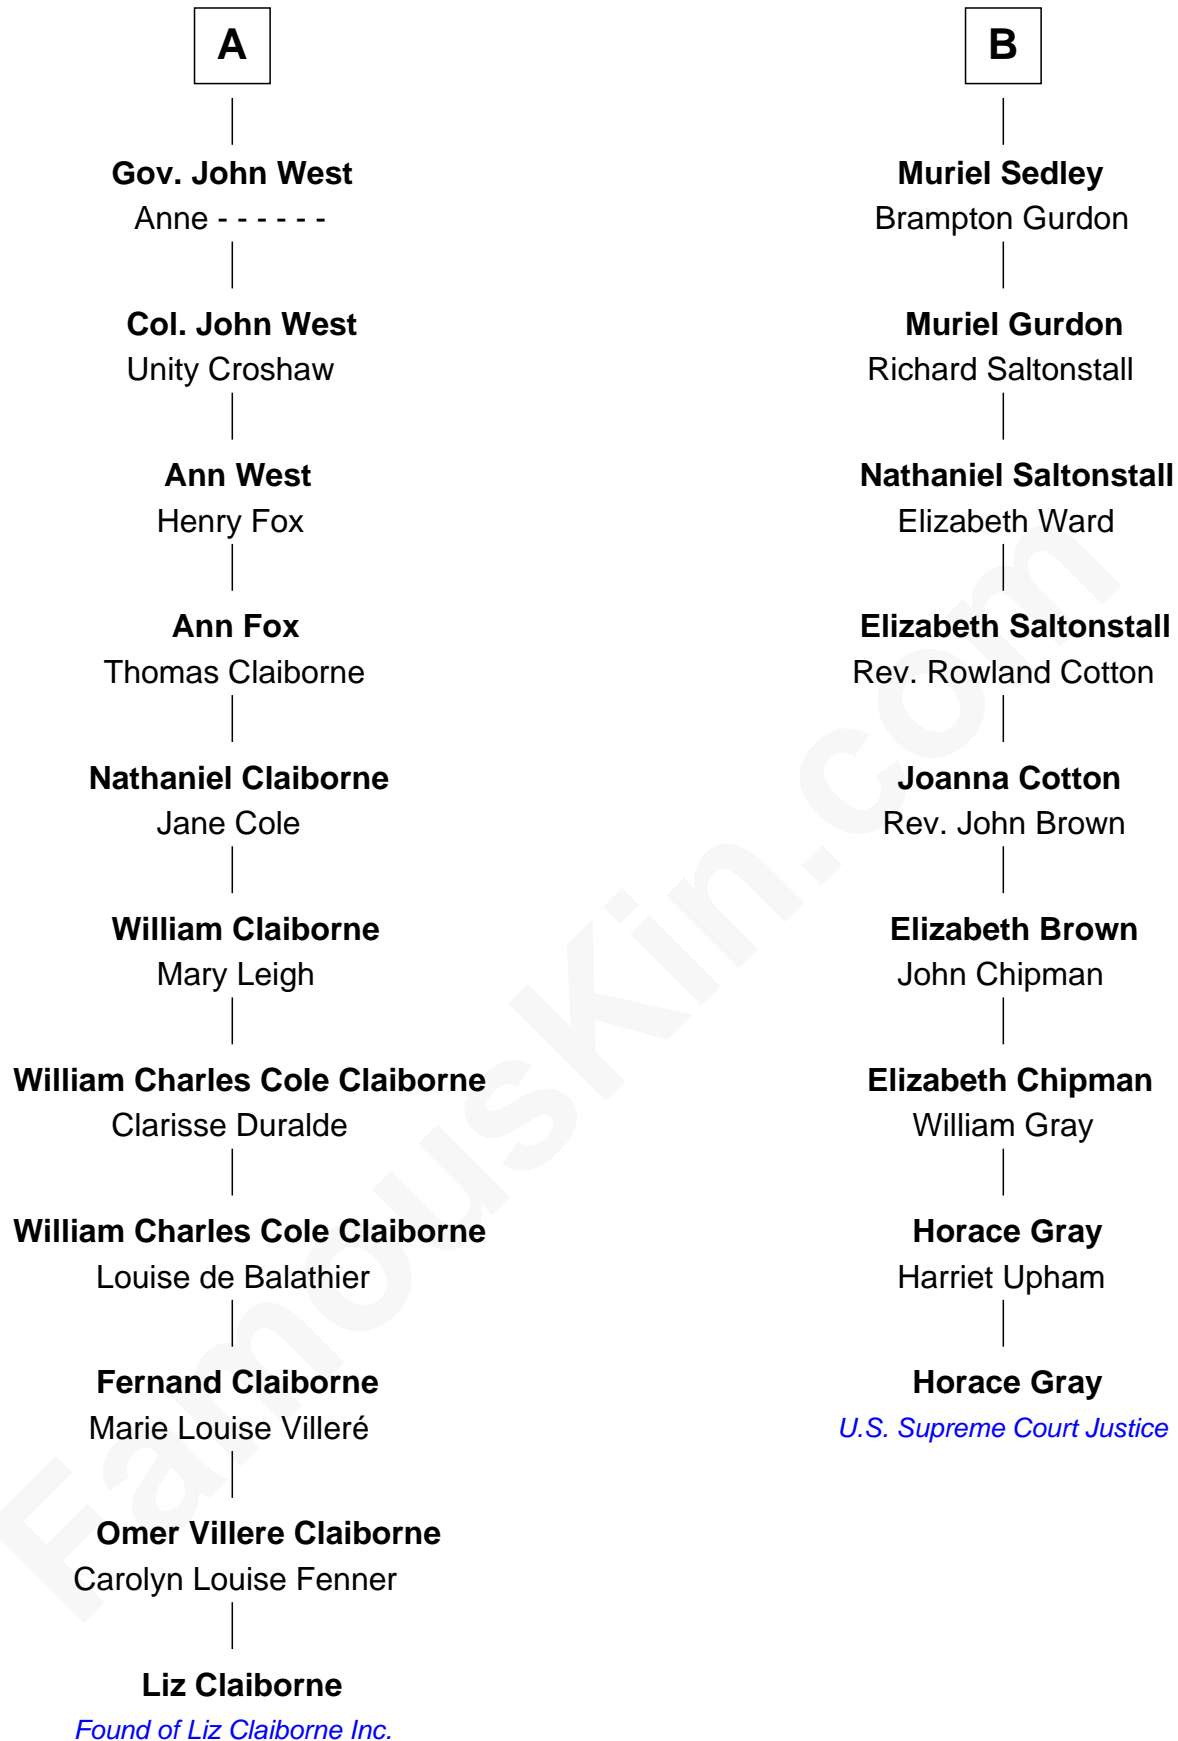 A
Gov. John West
Anne - - - - - -
Col. John West
Unity Croshaw
Ann West
Henry Fox
Ann Fox
Thomas Claiborne
Nathaniel Claiborne
Jane Cole
William Claiborne
Mary Leigh
William Charles Cole Claiborne
Clarisse Duralde
William Charles Cole Claiborne
Louise de Balathier
Fernand Claiborne
Marie Louise Villeré
Omer Villere Claiborne
Carolyn Louise Fenner
Liz Claiborne
Found of Liz Claiborne Inc.
B
Muriel Sedley
Brampton Gurdon
Muriel Gurdon
Richard Saltonstall
Nathaniel Saltonstall
Elizabeth Ward
Elizabeth Saltonstall
Rev. Rowland Cotton
Joanna Cotton
Rev. John Brown
Elizabeth Brown
John Chipman
Elizabeth Chipman
William Gray
Horace Gray
Harriet Upham
Horace Gray
U.S. Supreme Court Justice
FamousKin.com